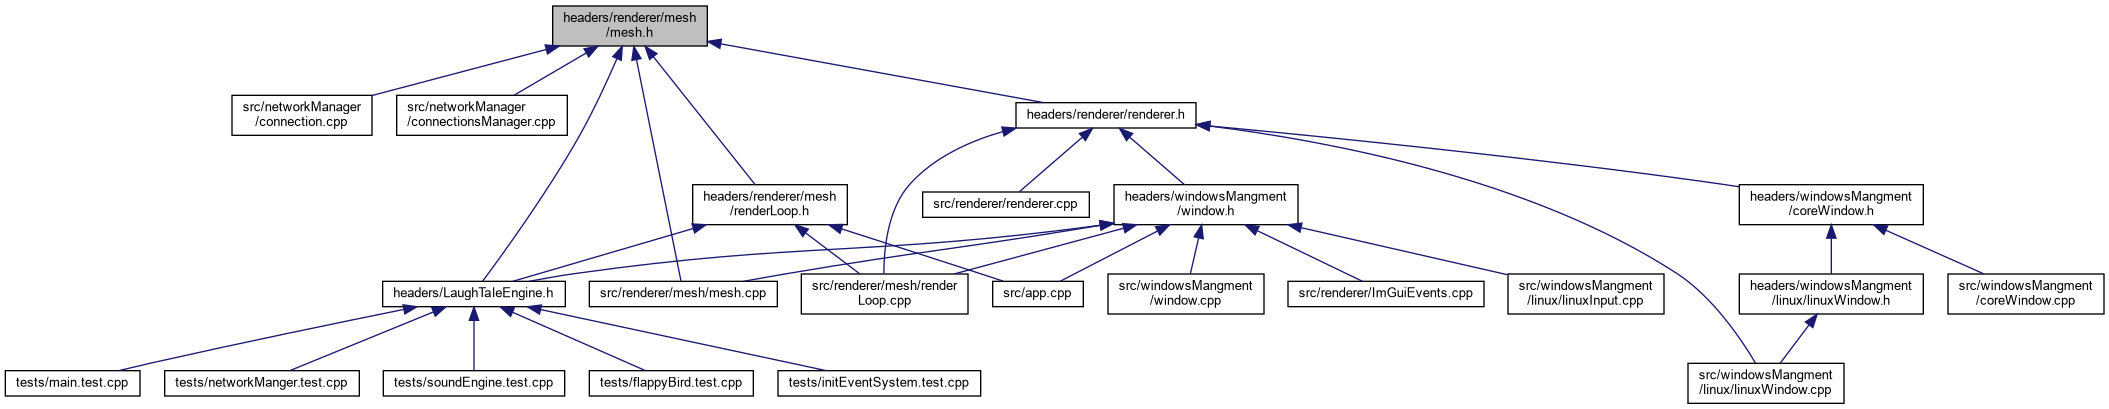 headers/renderer/mesh
/mesh.h
src/networkManager
/connection.cpp
src/networkManager
/connectionsManager.cpp
headers/renderer/renderer.h
headers/renderer/mesh
/renderLoop.h
src/renderer/renderer.cpp
headers/windowsMangment
/window.h
headers/windowsMangment
/coreWindow.h
headers/LaughTaleEngine.h
src/renderer/mesh/mesh.cpp
src/renderer/mesh/render
Loop.cpp
src/app.cpp
src/windowsMangment
/window.cpp
src/renderer/ImGuiEvents.cpp
src/windowsMangment
/linux/linuxInput.cpp
headers/windowsMangment
/linux/linuxWindow.h
src/windowsMangment
/coreWindow.cpp
tests/main.test.cpp
tests/networkManger.test.cpp
tests/soundEngine.test.cpp
tests/flappyBird.test.cpp
tests/initEventSystem.test.cpp
src/windowsMangment
/linux/linuxWindow.cpp